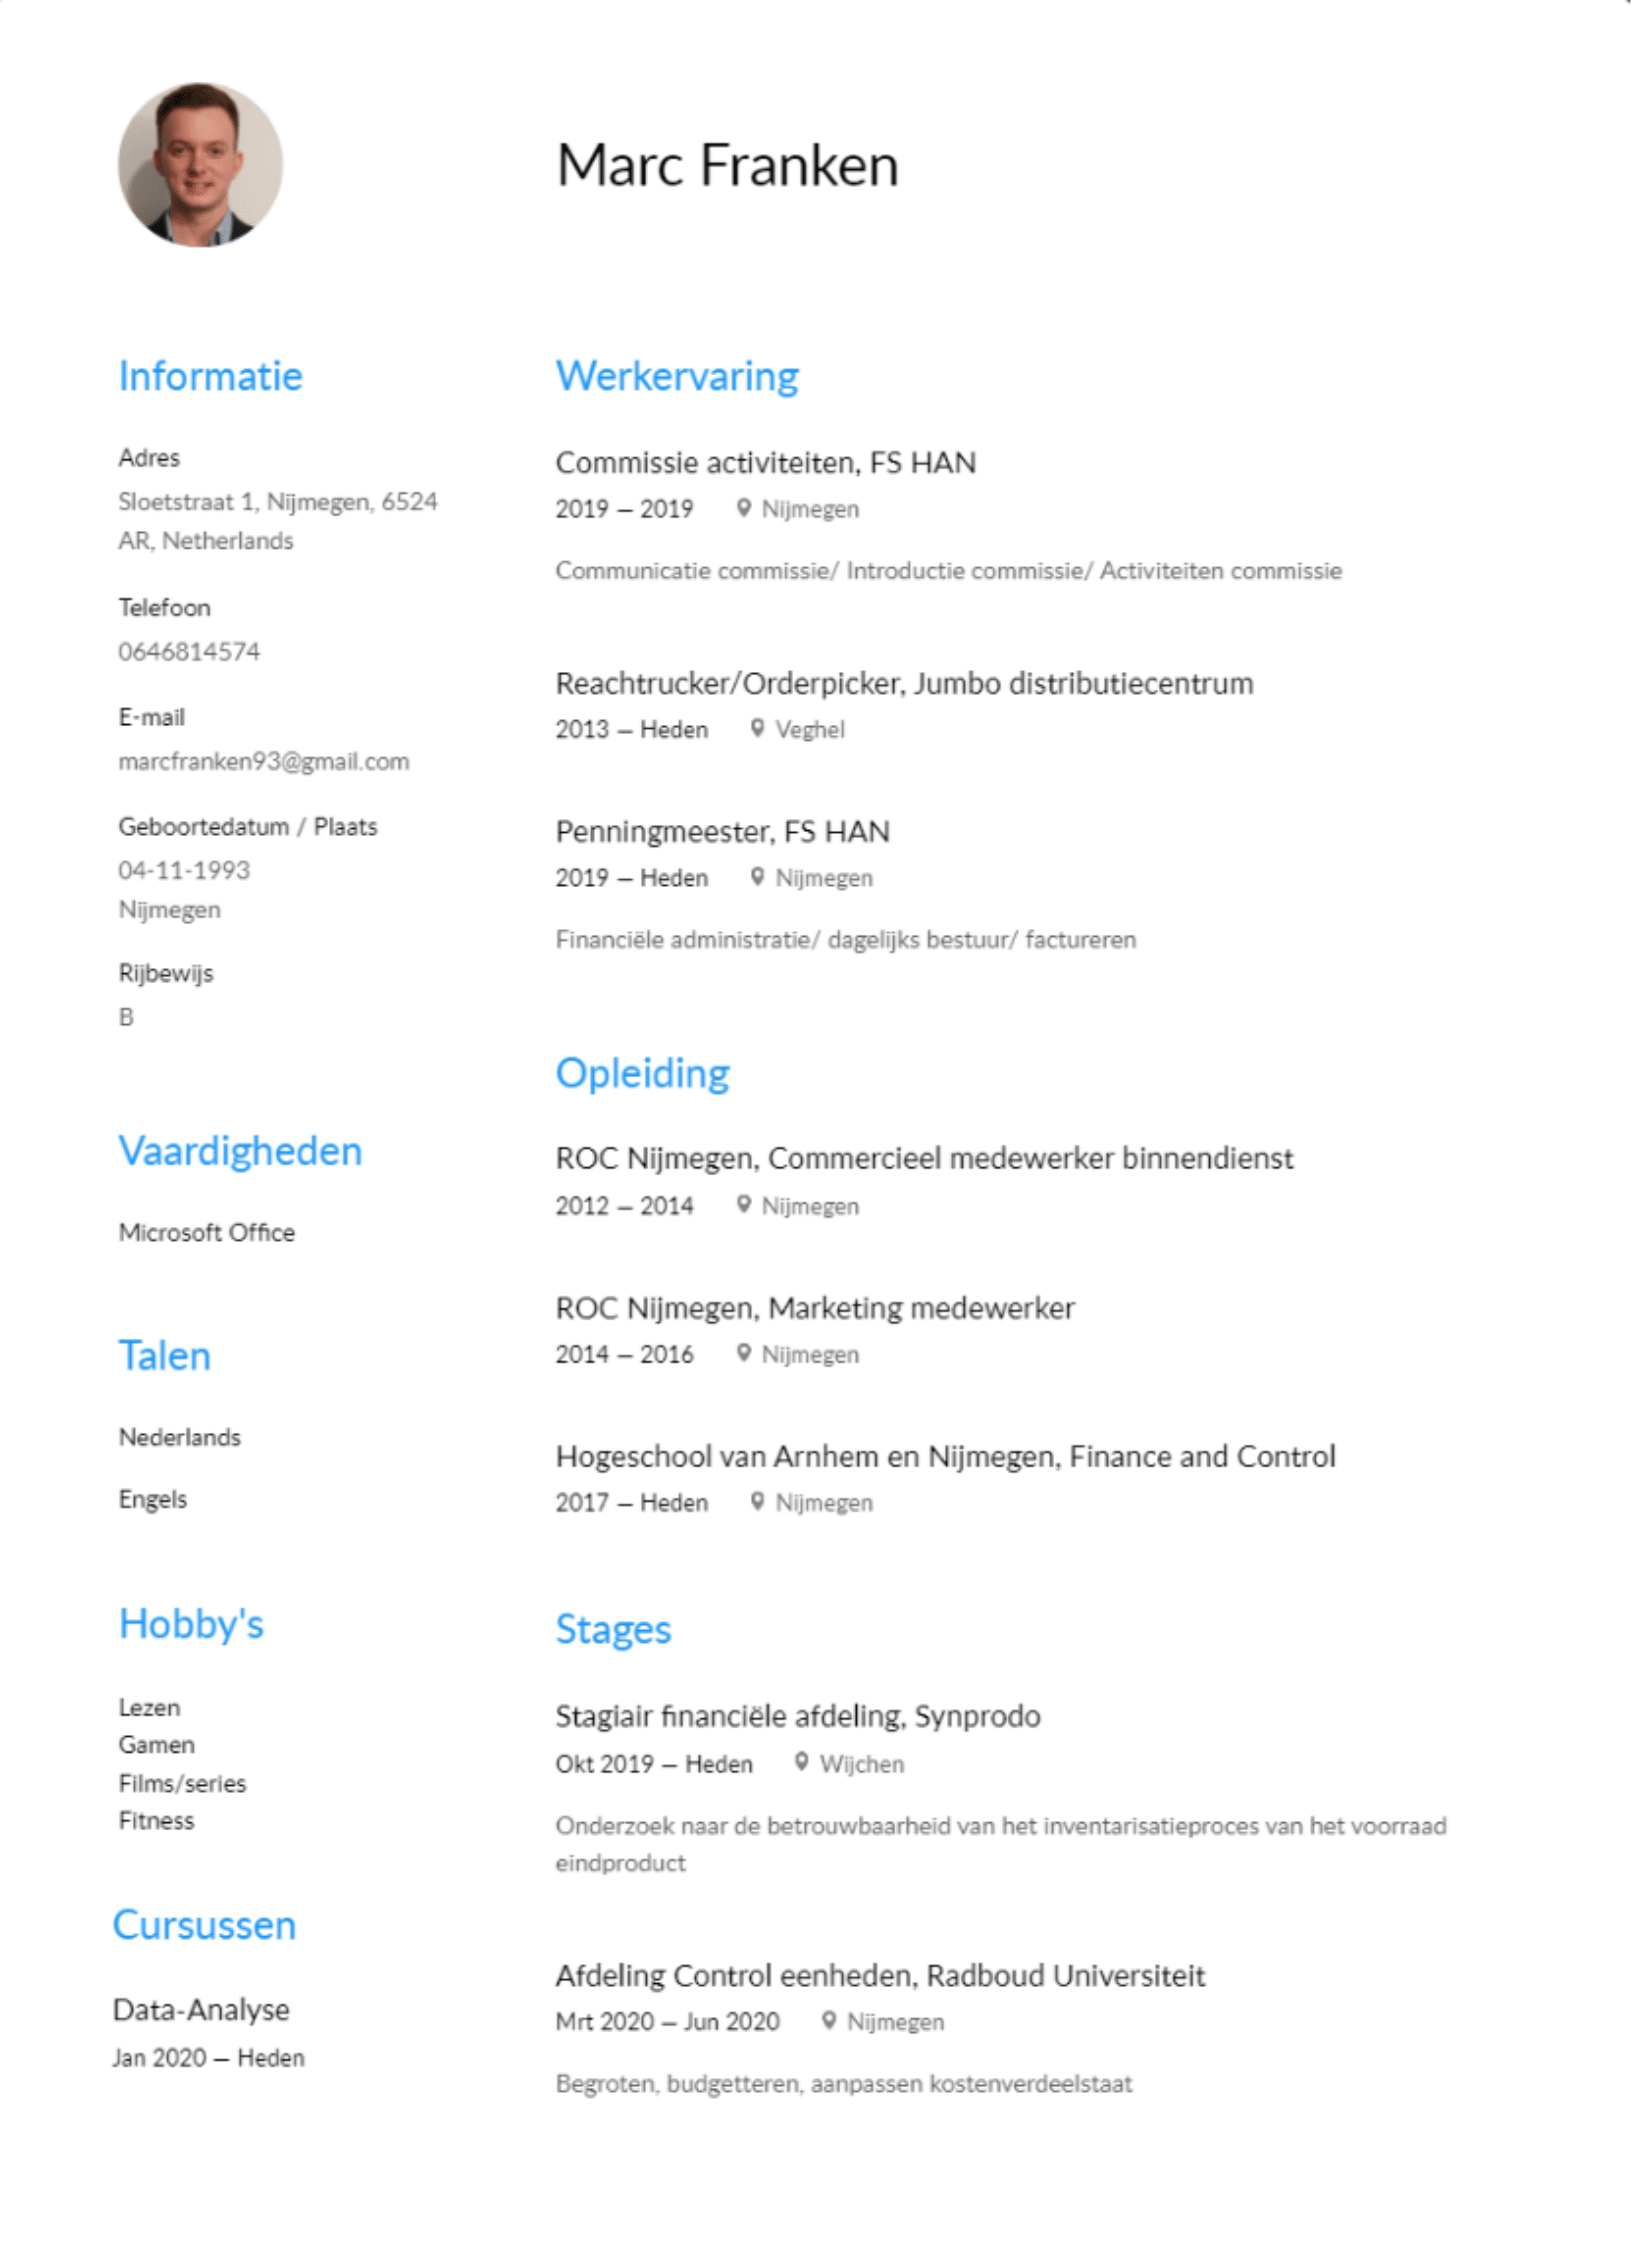 Marc Franken
Informatie
Adres
Sloetstraat 1, Nijmegen, 6524
AR, Netherlands
Telefoon
0646814574
E-mail
marcfranken93@gmail.com
Geboortedatum / Plaats
04-11-1993
Nijmegen
Rijbewijs
B
Vaardigheden
Microsoft Office
Talen
Nederlands
Engels
Hobby's
Lezen
Gamen
Films/series
Fitness
Cursussen
Data-Analyse
Jan 2020 – Heden
Werkervaring
Commissie activiteiten, FS HAN
2019 – 2019 Nijmegen
Communicatie commissie/ Introductie commissie/ Activiteiten commissie
Reachtrucker/Orderpicker, Jumbo distributiecentrum
2013 – Heden Veghel
Penningmeester, FS HAN
2019 – Heden Nijmegen
Financiële administratie/ dagelijks bestuur/ factureren
Opleiding
ROC Nijmegen, Commercieel medewerker binnendienst
2012 – 2014 Nijmegen
ROC Nijmegen, Marketing medewerker
2014 – 2016 Nijmegen
Hogeschool van Arnhem en Nijmegen, Finance and Control
2017 – Heden Nijmegen
Stages
Stagiair financiële afdeling, Synprodo
Okt 2019 – Heden Wijchen
Onderzoek naar de betrouwbaarheid van het inventarisatieproces van het voorraad
eindproduct
Afdeling Control eenheden, Radboud Universiteit
Mrt 2020 – Jun 2020 Nijmegen
Begroten, budgetteren, aanpassen kostenverdeelstaat